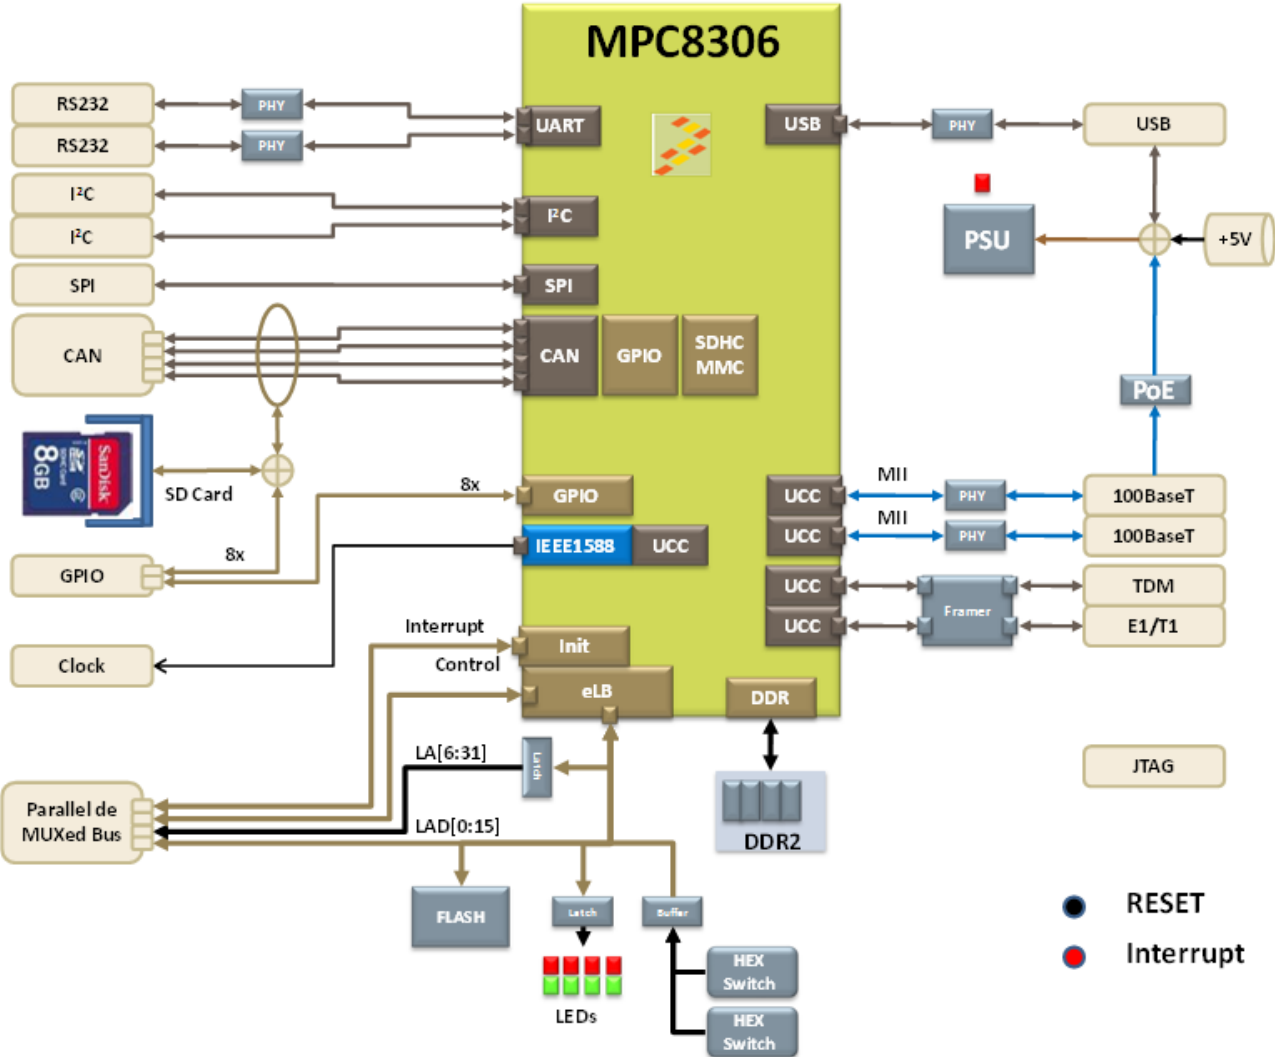 MPC8306
RS232
PHY
RS232
PHY
UART
USB
PHY
USB
I²C
I²C
I²C
PSU
+5V
SPI
SPI
CAN
CAN
GPIO
SDHC
MMC
PoE
SanDisk
8GB
SD Card
8x
GPIO
UCC
MII
PHY
100BaseT
IEEE1588
UCC
UCC
MII
PHY
100BaseT
GPIO
8x
UCC
TDM
Framer
UCC
E1/T1
Clock
Interrupt
Init
Control
eLB
DDR
LA[6:31]
Latch
JTAG
Parallel de
MUXed Bus
LAD[0:15]
DDR2
FLASH
Latch
Buffer
RESET
Interrupt
HEX
Switch
LEDs
HEX
Switch